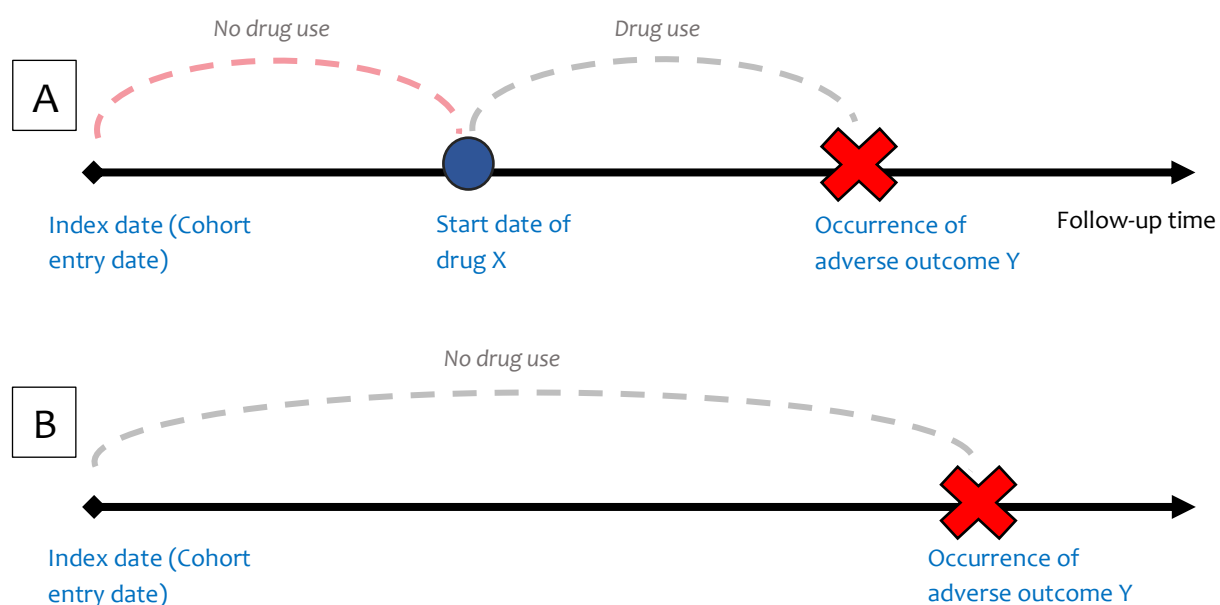 No drug use
Drug use
A
Index date (Cohort
entry date)
Start date of
drug X
Occurrence of
adverse outcome Y
Follow-up time
No drug use
B
Index date (Cohort
entry date)
Occurrence of
adverse outcome Y